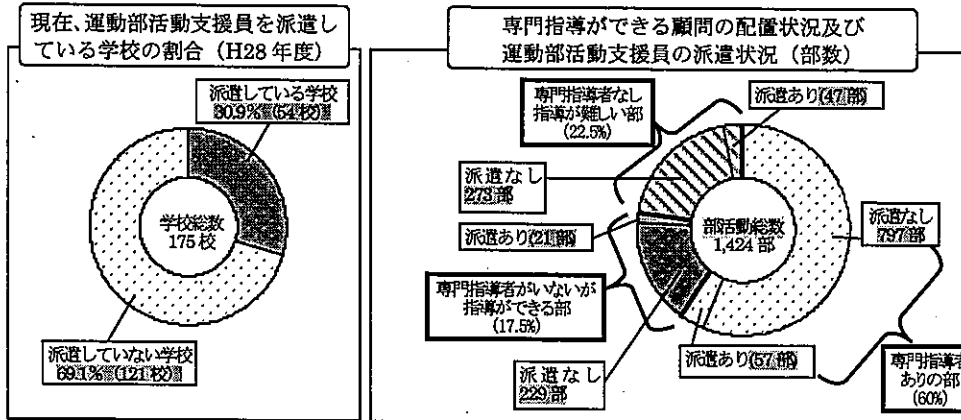 現在、運動部活動支援員を派遣し
ている学校の割合（H28年度）
派遣している学校
30.9%（54校）
学校総数
175校
派遣していない学校
69.1%（121校）
専門指導ができる顧問の配置状況及び
運動部活動支援員の派遣状況（部数）
専門指導者なし
指導が難しい部
(22.5%)
派遣あり(47部)
派遣なし
273部
派遣なし
797部
派遣あり(21部)
部活動総数
1,424部
専門指導者がいないが
指導ができる部
(17.5%)
派遣なし
229部
派遣あり(57部)
専門指導者
ありの部
(60%)